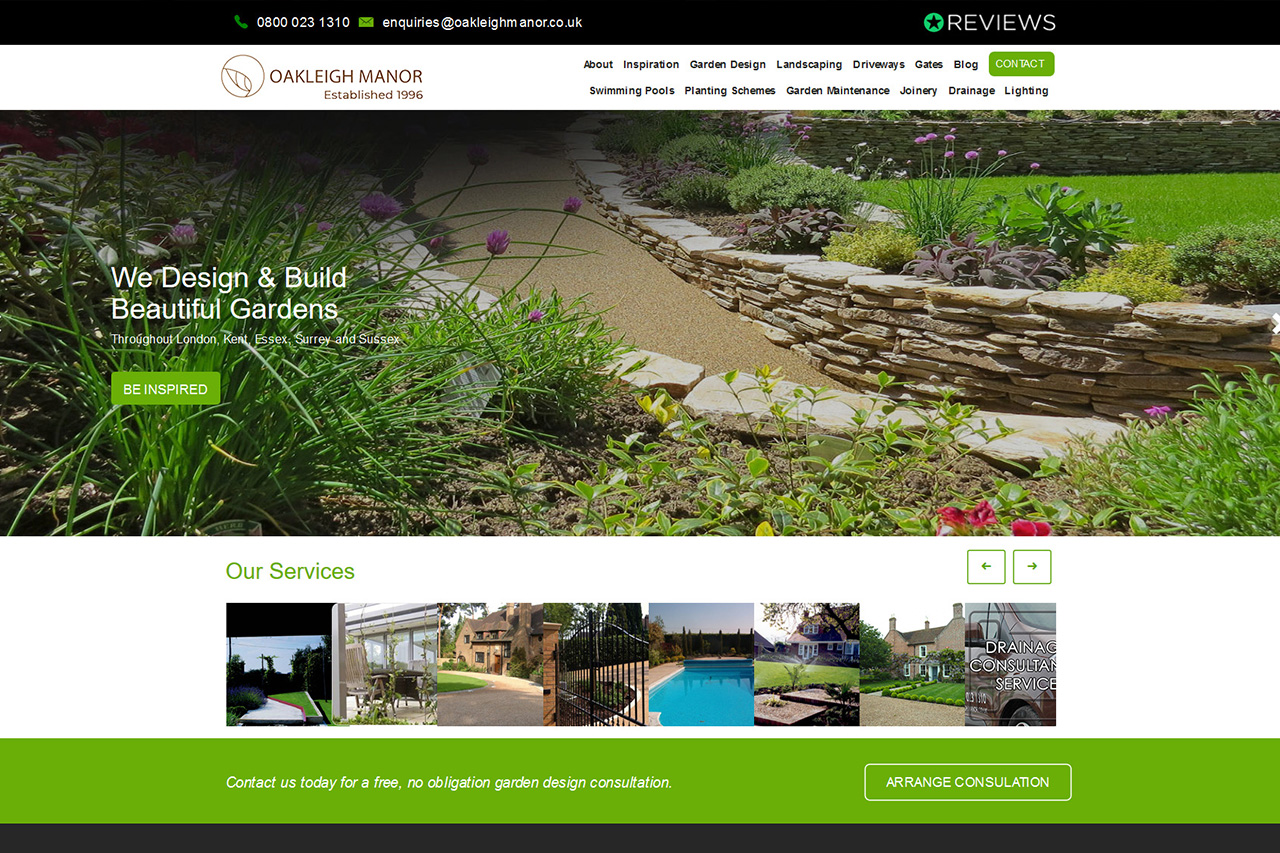 0800 023 1310 enquiries@oakleighmanor.co.uk
REVIEWS
OAKLEIGH MANOR
Established 1996
About Inspiration Garden Design Landscaping Driveways Gates Blog CONTACT
Swimming Pools Planting Schemes Garden Maintenance Joinery Drainage Lighting
We Design & Build
Beautiful Gardens
Throughout London, Kent, Essex, Surrey and Sussex
BE INSPIRED
HERB
Our Services
DRAINAG
CONSULTAN
SERVICE
Contact us today for a free, no obligation garden design consultation.
ARRANGE CONSULATION